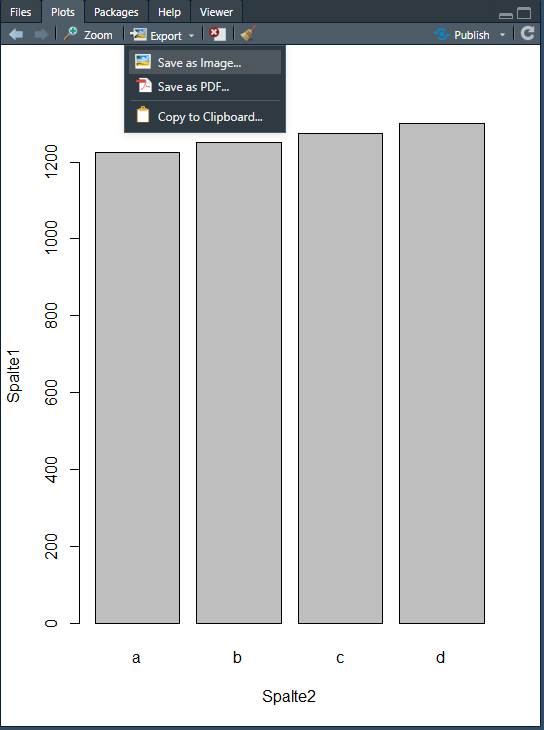 Files Plots Packages Help Viewer
Zoom Export Publish
Save as Image...
Save as PDF...
Copy to Clipboard...
1200
1000
800
600
400
200
0
Spalte1
a b c d
Spalte2